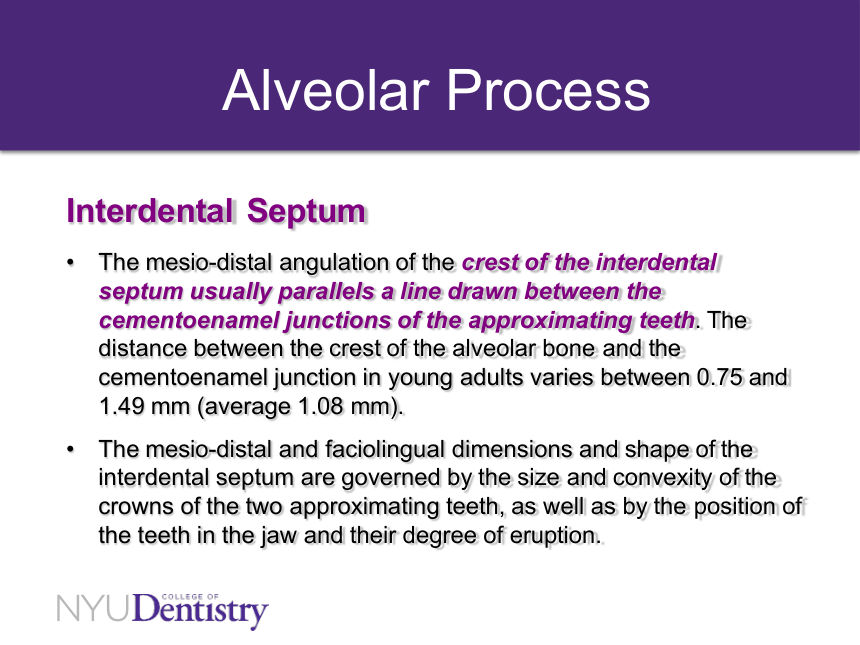 Alveolar Process
Interdental Septum
• The mesio-distal angulation of the crest of the interdental
septum usually parallels a line drawn between the
cementoenamel junctions of the approximating teeth. The
distance between the crest of the alveolar bone and the
cementoenamel junction in young adults varies between 0.75 and
1.49 mm (average 1.08 mm).
• The mesio-distal and faciolingual dimensions and shape of the
interdental septum are governed by the size and convexity of the
crowns of the two approximating teeth, as well as by the position of
the teeth in the jaw and their degree of eruption.
COLLEGE OF
NYU Dentistry